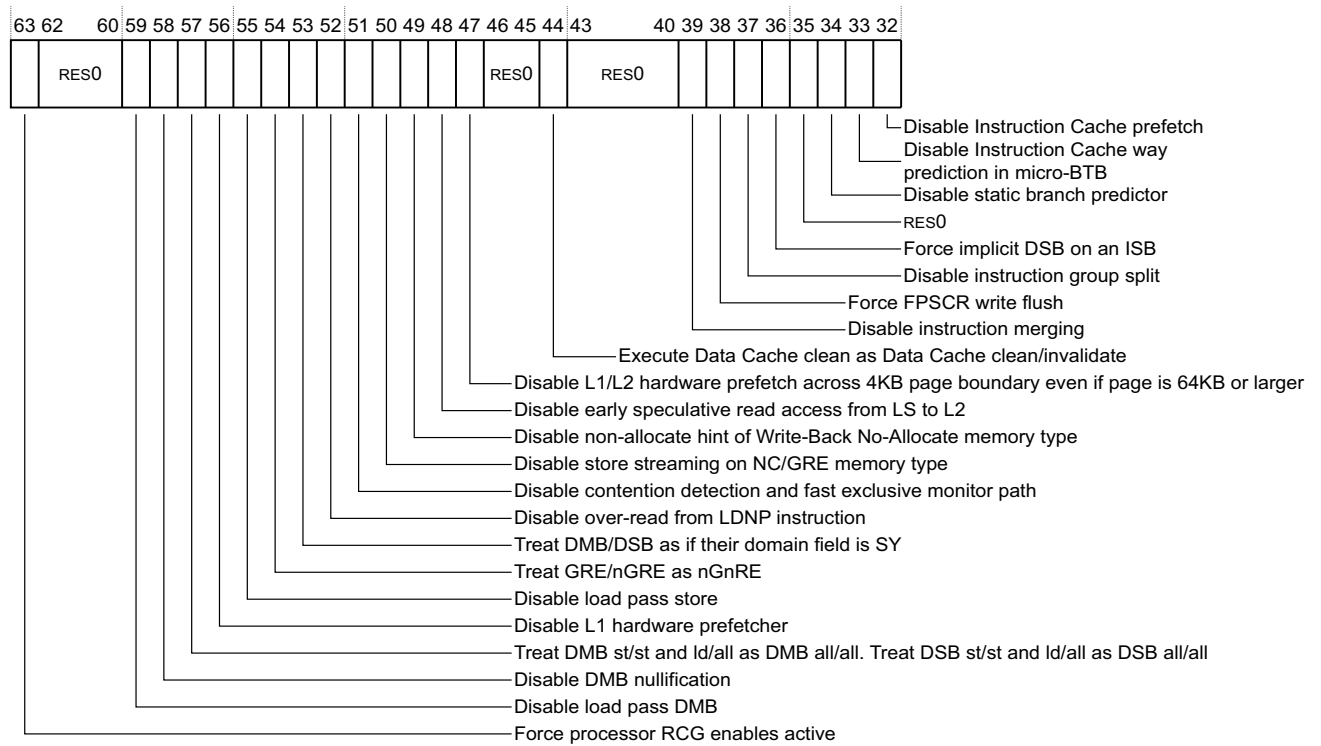 63 62 60 59 58 57 56 55 54 53 52 51 50 49 48 47 46 45 44 43 40 39 38 37 36 35 34 33 32
RES0 RES0 RES0
Disable Instruction Cache prefetch
Disable Instruction Cache way
prediction in micro-BTB
Disable static branch predictor
RES0
Force implicit DSB on an ISB
Disable instruction group split
Force FPSCR write flush
Disable instruction merging
Execute Data Cache clean as Data Cache clean/invalidate
Disable L1/L2 hardware prefetch across 4KB page boundary even if page is 64KB or larger
Disable early speculative read access from LS to L2
Disable non-allocate hint of Write-Back No-Allocate memory type
Disable store streaming on NC/GRE memory type
Disable contention detection and fast exclusive monitor path
Disable over-read from LDNP instruction
Treat DMB/DSB as if their domain field is SY
Treat GRE/nGRE as nGnRE
Disable load pass store
Disable L1 hardware prefetcher
Treat DMB st/st and ld/all as DMB all/all. Treat DSB st/st and ld/all as DSB all/all
Disable DMB nullification
Disable load pass DMB
Force processor RCG enables active